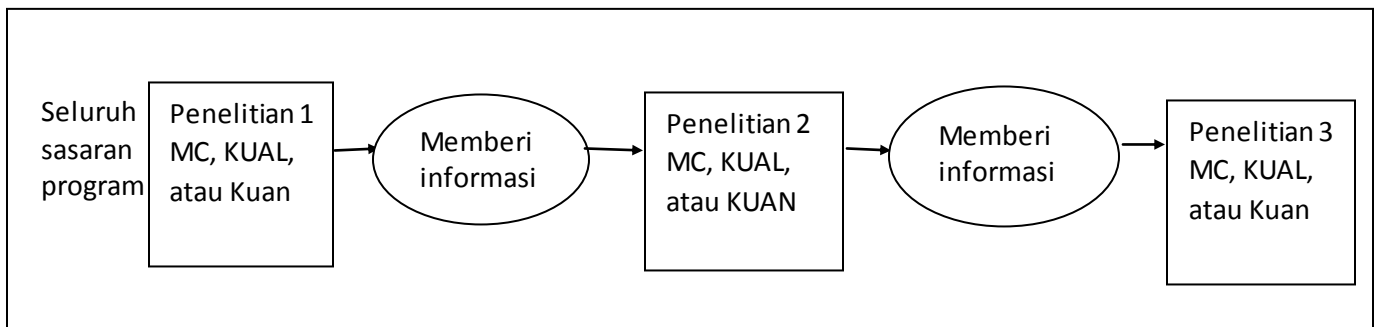 Seluruh
sasaran
program
Penelitian 1
MC, KUAL,
atau Kuan
Memberi
informasi
Penelitian 2
MC, KUAL,
atau KUAN
Memberi
informasi
Penelitian 3
MC, KUAL,
atau Kuan